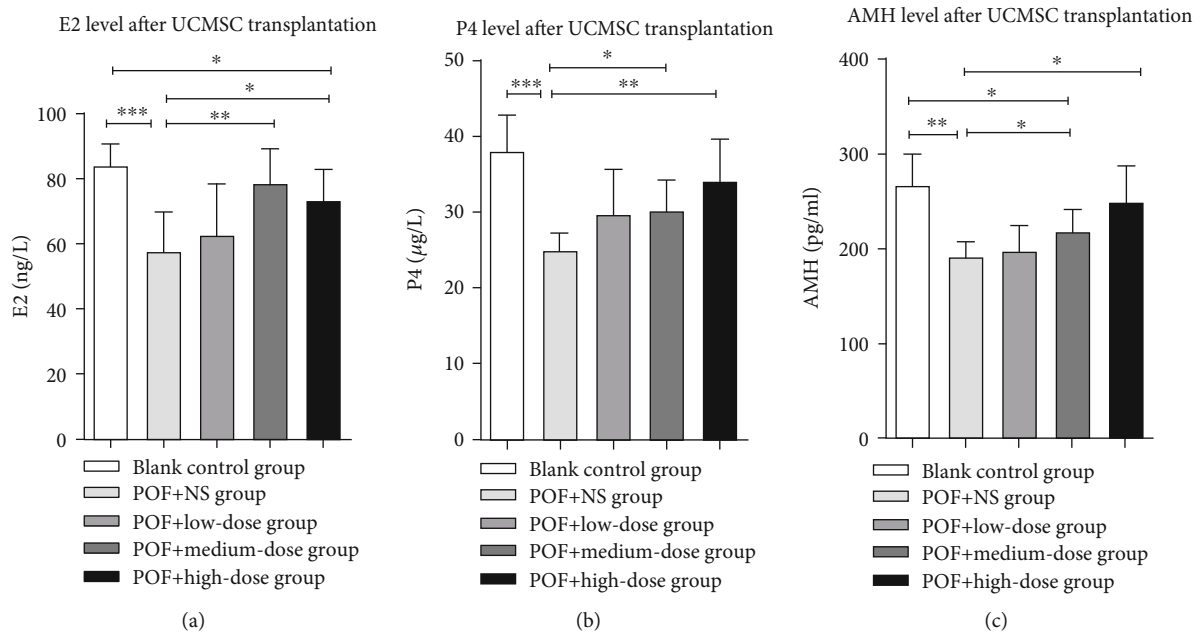 E2 level after UCMSC transplantation
*
*
***
**
100
80
60
40
20
0
E2 (ng/L)
Blank control group
POF+NS group
POF+low-dose group
POF+medium-dose group
POF+high-dose group
(a)
P4 level after UCMSC transplantation
*
***
**
50
40
30
20
10
0
P4 (μg/L)
Blank control group
POF+NS group
POF+low-dose group
POF+medium-dose group
POF+high-dose group
(b)
AMH level after UCMSC transplantation
*
*
**
*
400
300
200
100
0
AMH (pg/ml)
Blank control group
POF+NS group
POF+low-dose group
POF+medium-dose group
POF+high-dose group
(c)